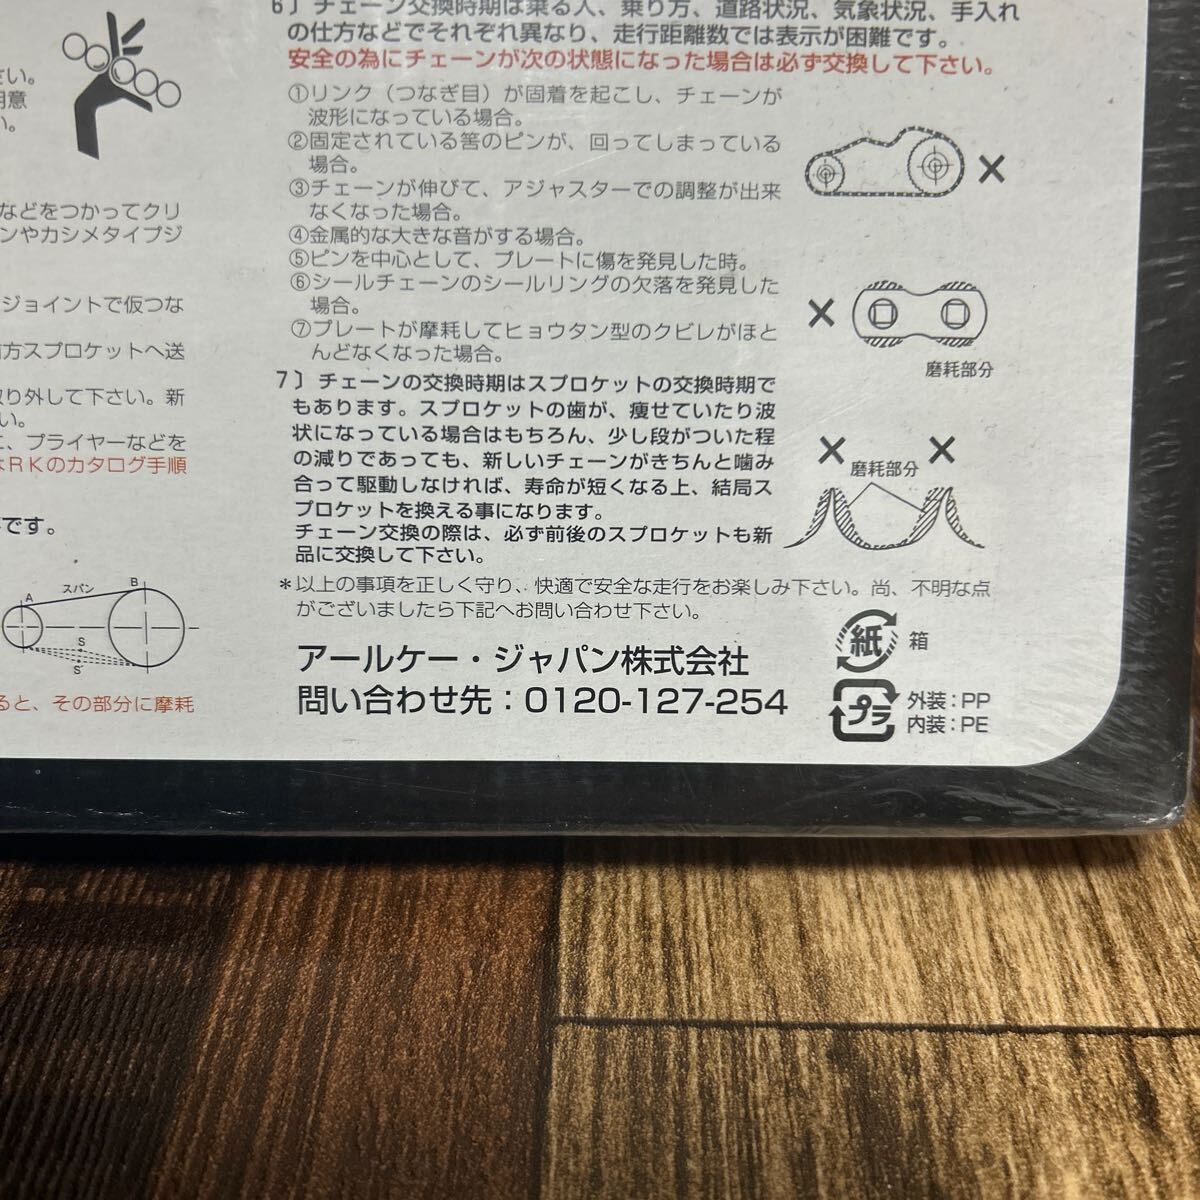 さい。
用意
い。
などをつかってクリ
ンやカシメタイプジ
ジョイントで仮つな
前方スプロケットへ送
取り外して下さい。新
さい。
に、プライヤーなどを
はRKのカタログ手順
です。
スパン
A
B
S
S'
ると、その部分に摩耗
6〕チェーン交換時期は乗る人、乗り方、道路状況、気象状況、手入れ
の仕方などでそれぞれ異なり、走行距離数では表示が困難です。
安全の為にチェーンが次の状態になった場合は必ず交換して下さい。
①リンク（つなぎ目）が固着を起こし、チェーンが
波形になっている場合。
②固定されている筈のピンが、回ってしまっている
場合。
③チェーンが伸びて、アジャスターでの調整が出来
なくなった場合。
④金属的な大きな音がする場合。
⑤ピンを中心として、プレートに傷を発見した時。
⑥シールチェーンのシールリングの欠落を発見した
場合。
⑦プレートが摩耗してヒョウタン型のクビレがほと
んどなくなった場合。
磨耗部分
7〕チェーンの交換時期はスプロケットの交換時期で
もあります。スプロケットの歯が、痩せていたり波
状になっている場合はもちろん、少し段がついた程
の減りであっても、新しいチェーンがきちんと噛み
合って駆動しなければ、寿命が短くなる上、結局ス
プロケットを換える事になります。
チェーン交換の際は、必ず前後のスプロケットも新
品に交換して下さい。
磨耗部分
＊以上の事項を正しく守り、快適で安全な走行をお楽しみ下さい。尚、不明な点
がございましたら下記へお問い合わせ下さい。
アールケー・ジャパン株式会社
問い合わせ先：0120-127-254
紙
箱
プラ
外装：PP
内装：PE